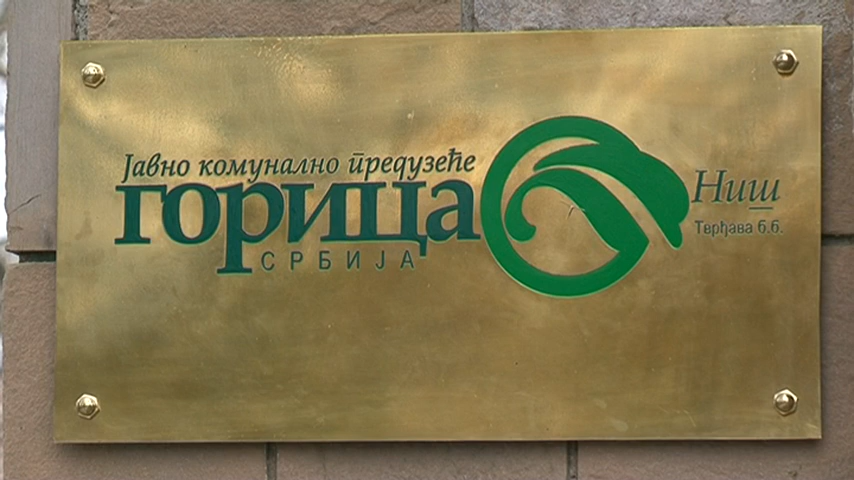 Јавно комунално предузеће
ГОРИЦА
СРБИЈА
Ниш
Тврђава б.б.